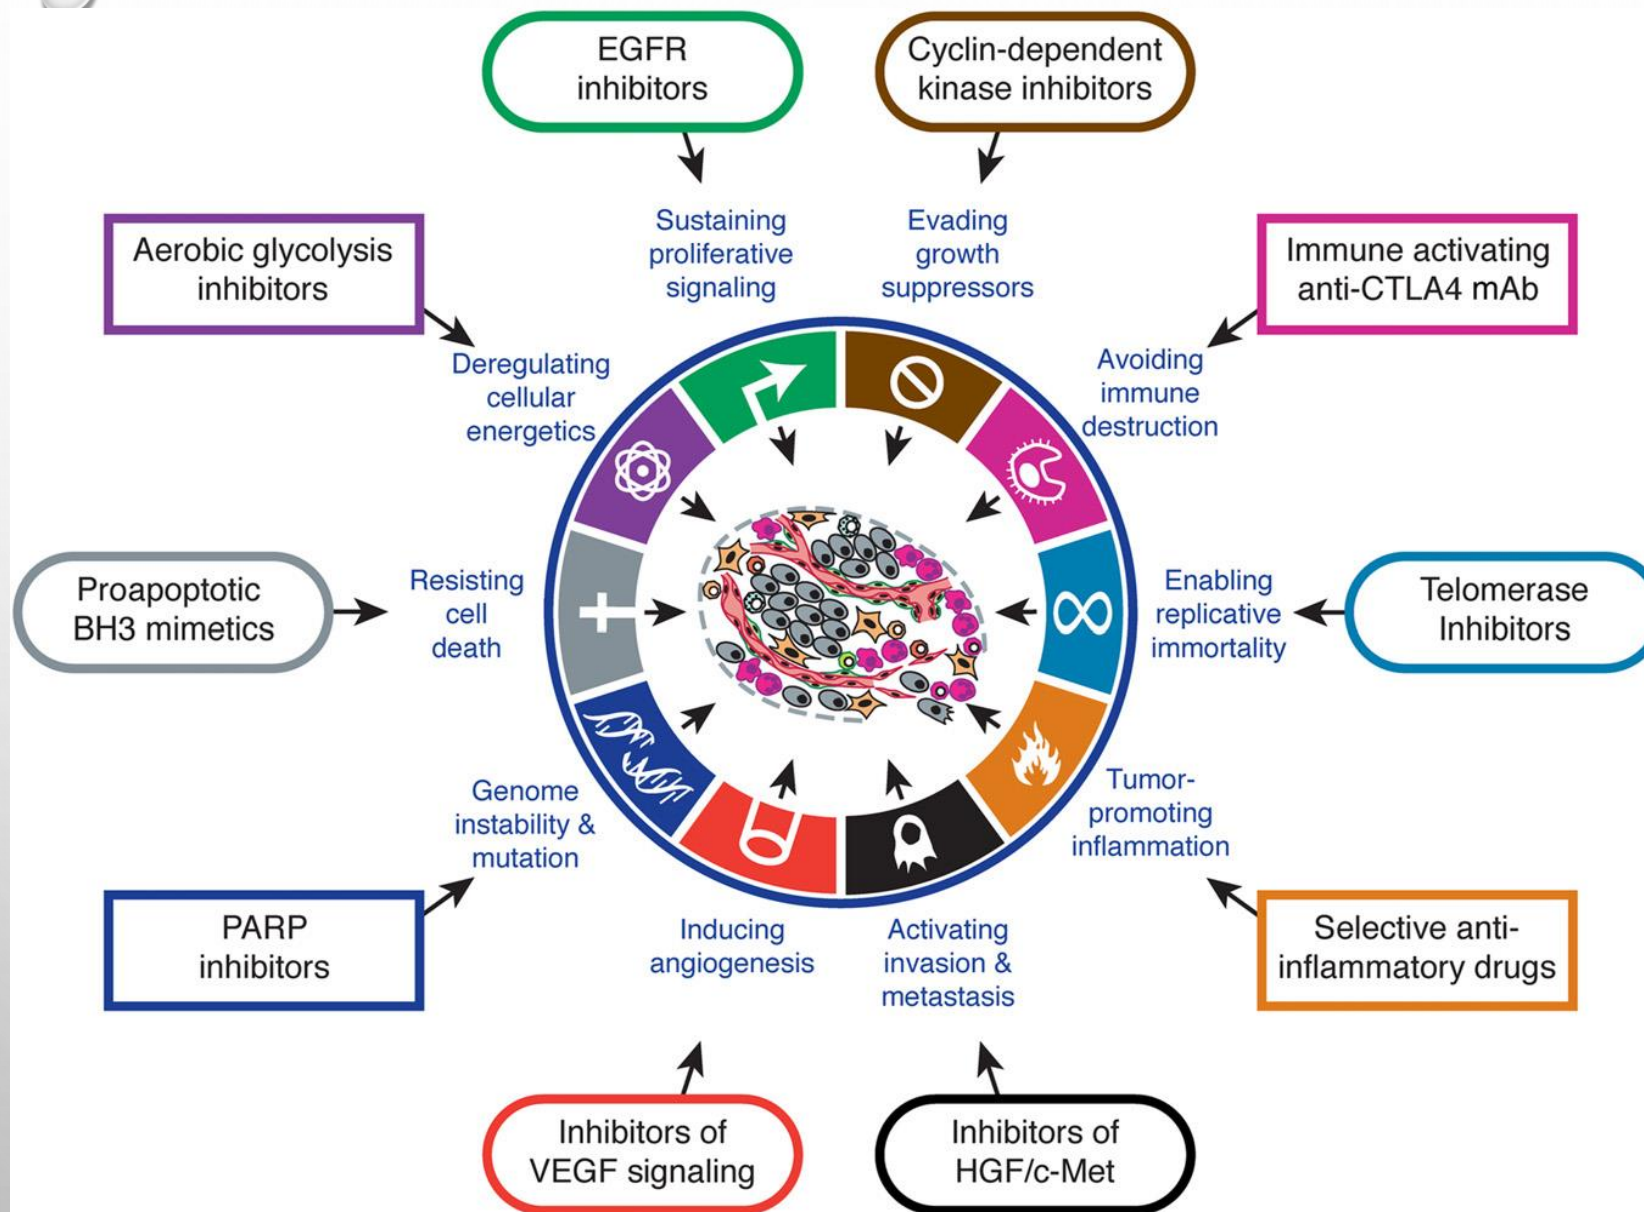 EGFR
inhibitors
Cyclin-dependent
kinase inhibitors
Sustaining
proliferative
signaling
Evading
growth
suppressors
Aerobic glycolysis
inhibitors
Immune activating
anti-CTLA4 mAb
Deregulating
cellular
energetics
Avoiding
immune
destruction
Proapoptotic
BH3 mimetics
Resisting
cell
death
Enabling
replicative
immortality
Telomerase
Inhibitors
Genome
instability &
mutation
Tumor-
promoting
inflammation
PARP
inhibitors
Inducing
angiogenesis
Activating
invasion &
metastasis
Selective anti-
inflammatory drugs
Inhibitors of
VEGF signaling
Inhibitors of
HGF/c-Met